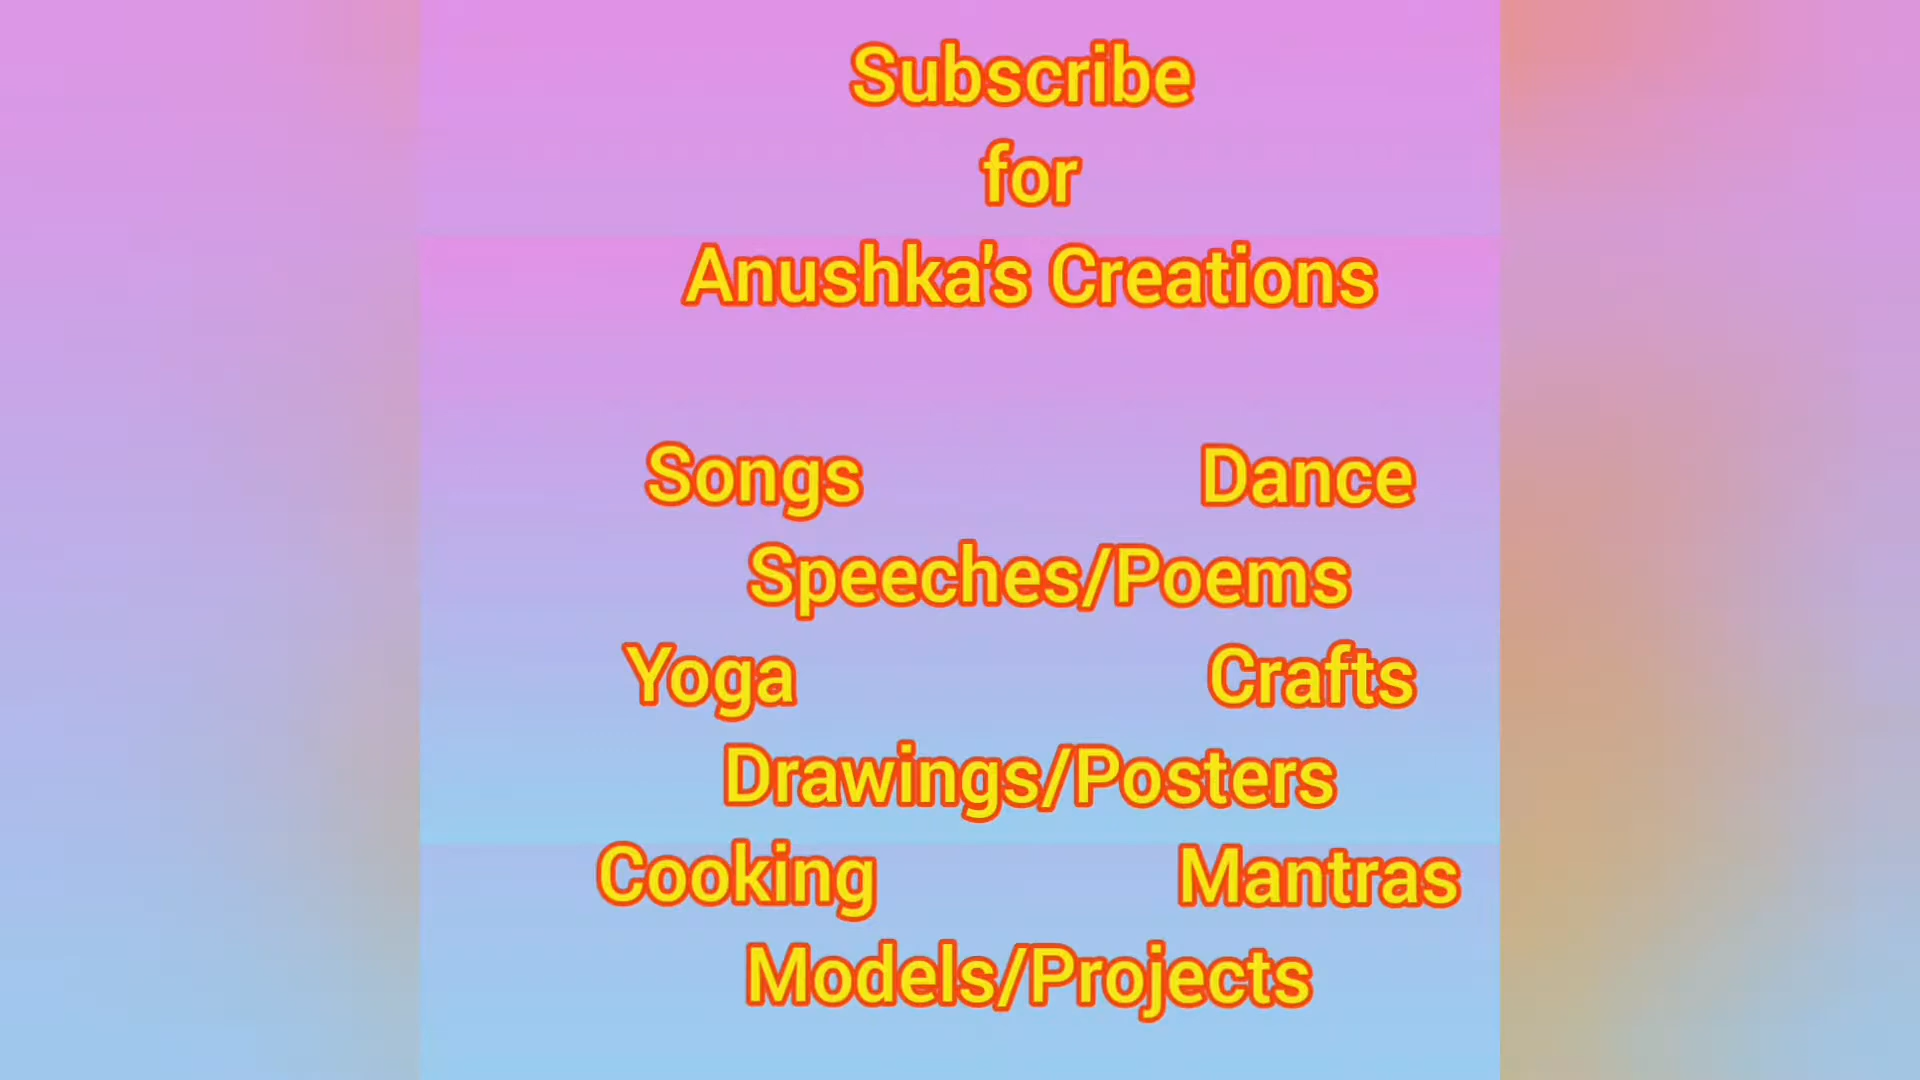 Subscribe
for
Anushka's Creations
Songs Dance
Speeches/Poems
Yoga Crafts
Drawings/Posters
Cooking Mantras
Models/Projects